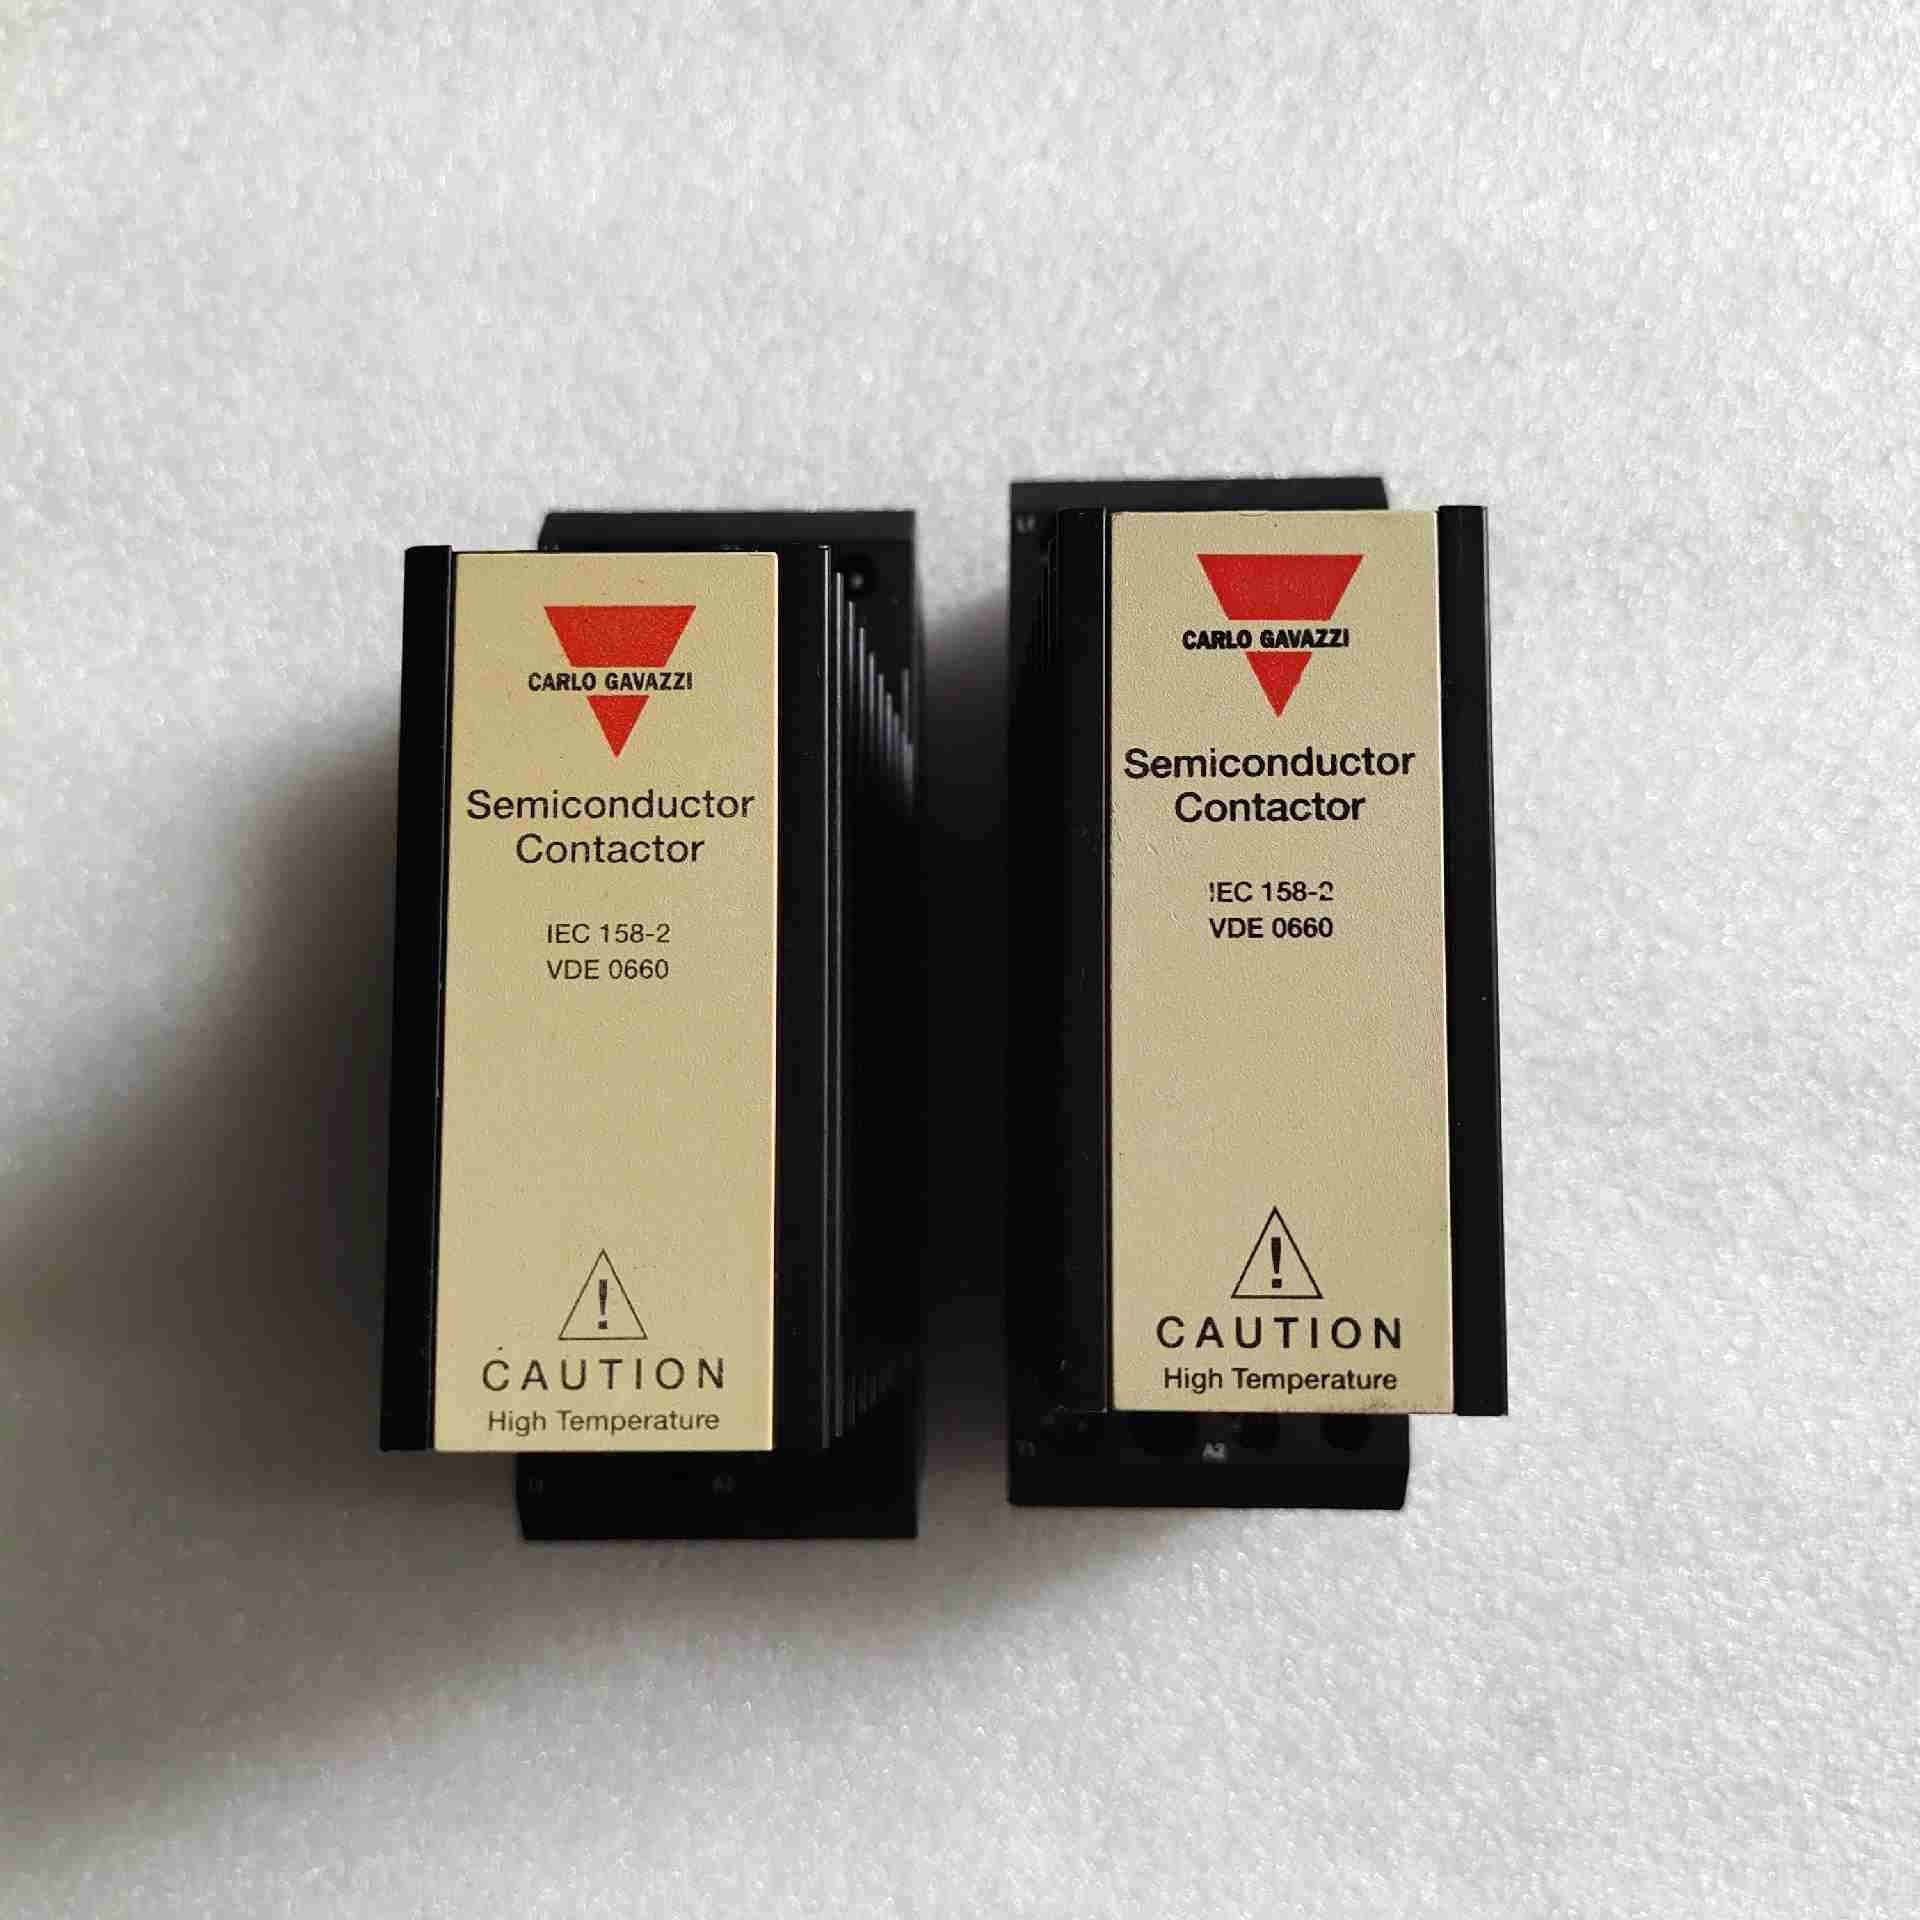 CARLO GAVAZZI
Semiconductor
Contactor
IEC 158-2
VDE 0660
!
CAUTION
High Temperature
CARLO GAVAZZI
Semiconductor
Contactor
IEC 158-2
VDE 0660
!
CAUTION
High Temperature
A2